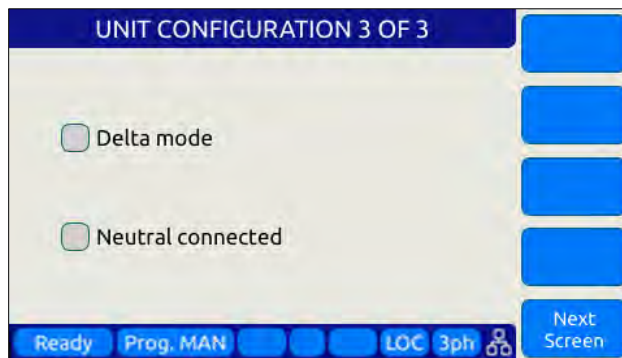 UNIT CONFIGURATION 3 OF 3
Delta mode
Neutral connected
Ready Prog. MAN LOC 3ph
Next
Screen